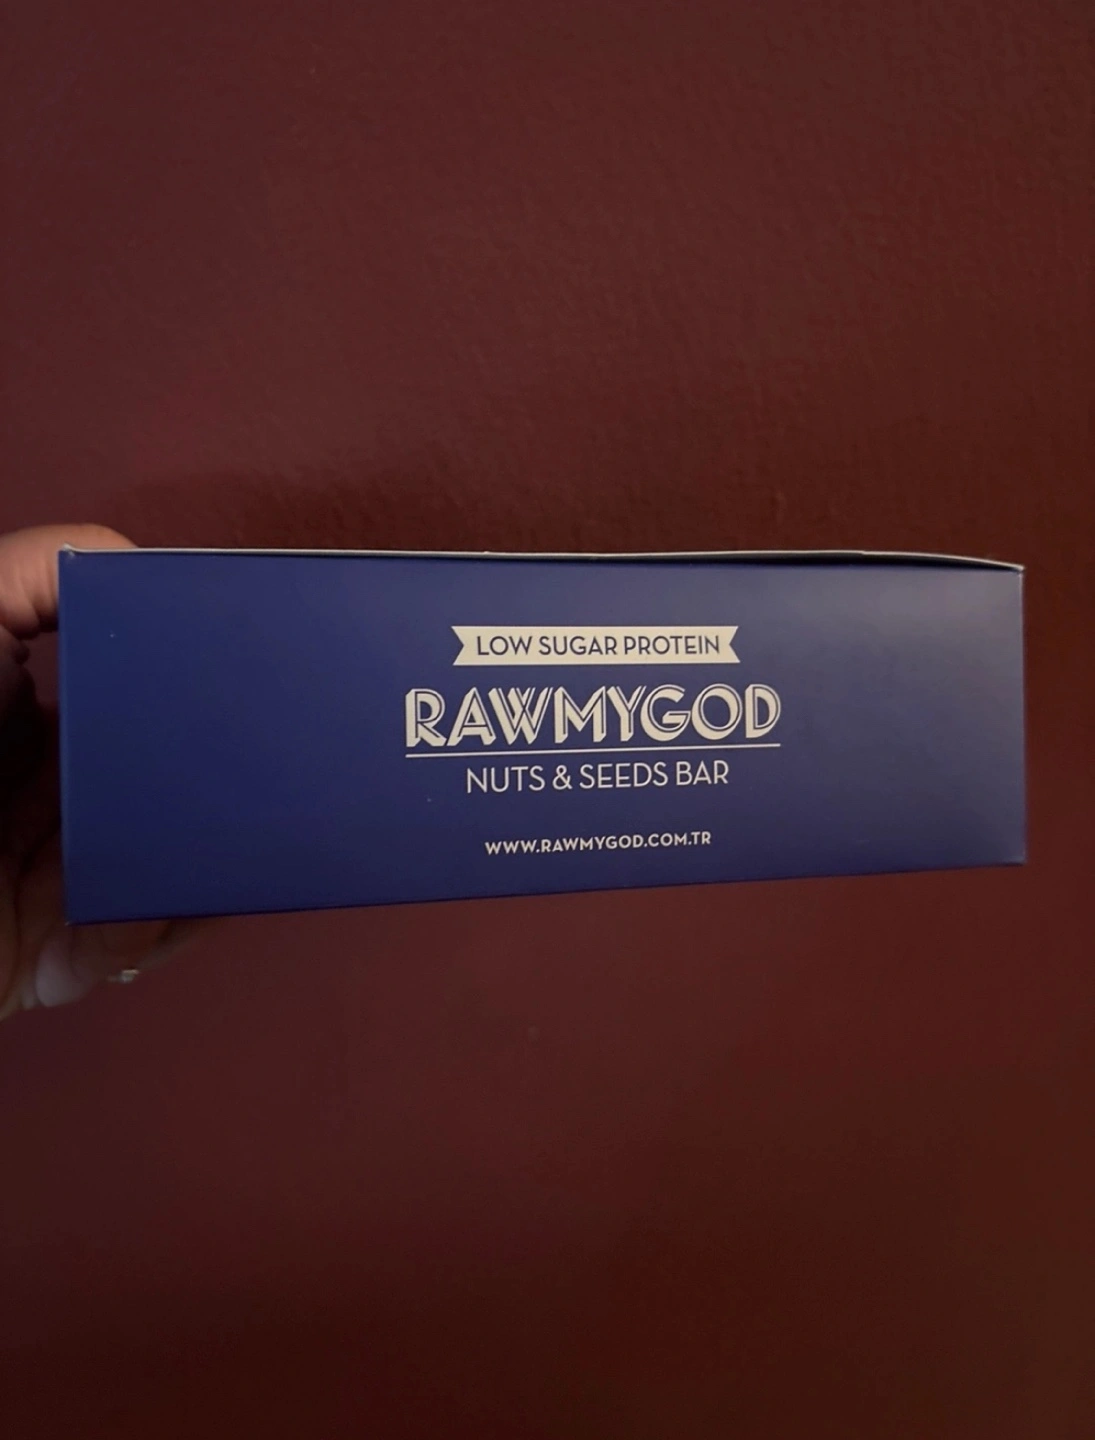 LOW SUGAR PROTEIN
RAWMYGOD
NUTS & SEEDS BAR
WWW.RAWMYGOD.COM.TR